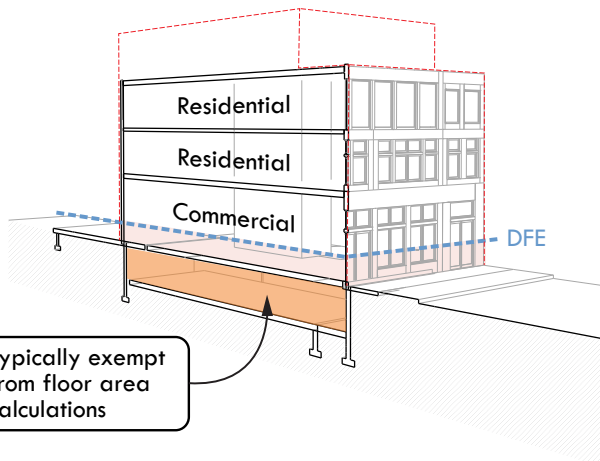 Residential
Residential
Commercial
DFE
ypically exempt
rom floor area
alculations